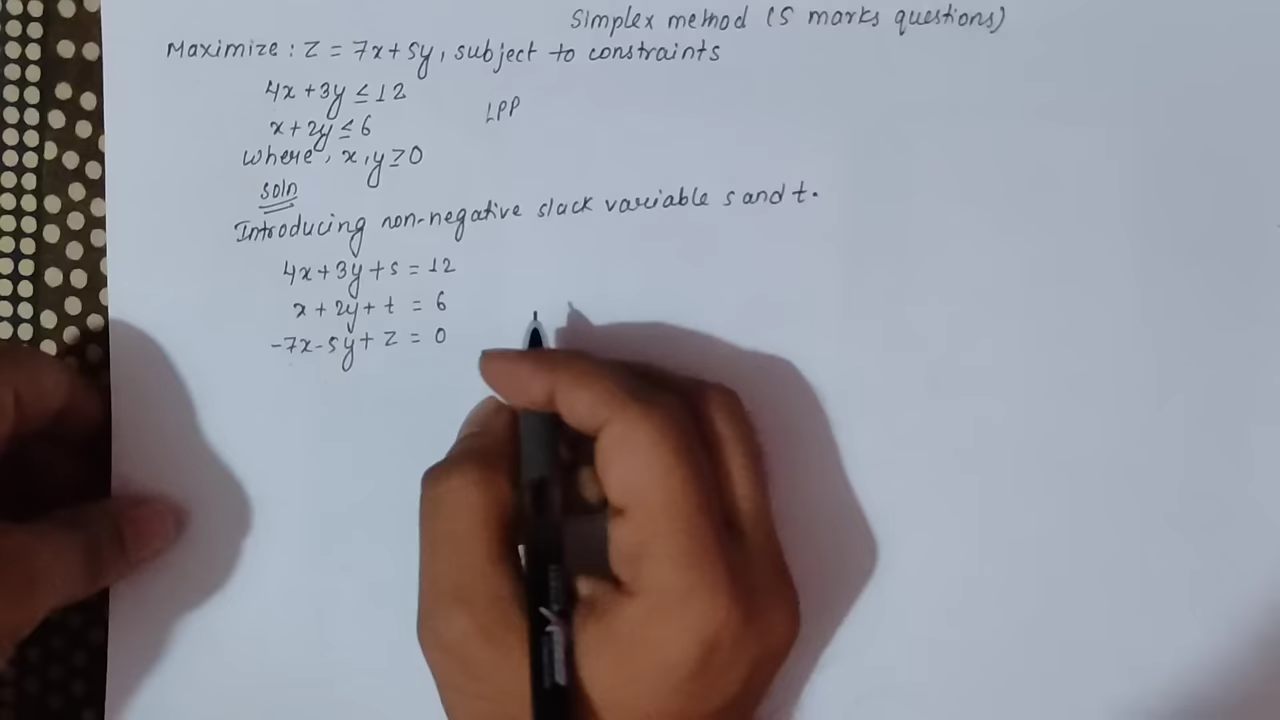 Simplex method (5 marks questions)
Maximize: Z = 7x+5y, subject to constraints
4x+3y ≤ 12
x+2y ≤ 6
LPP
where, x,y ≥ 0
soln
Introducing non-negative slack variable s and t.
4x+3y+s = 12
x+2y+t = 6
-7x-5y+Z = 0